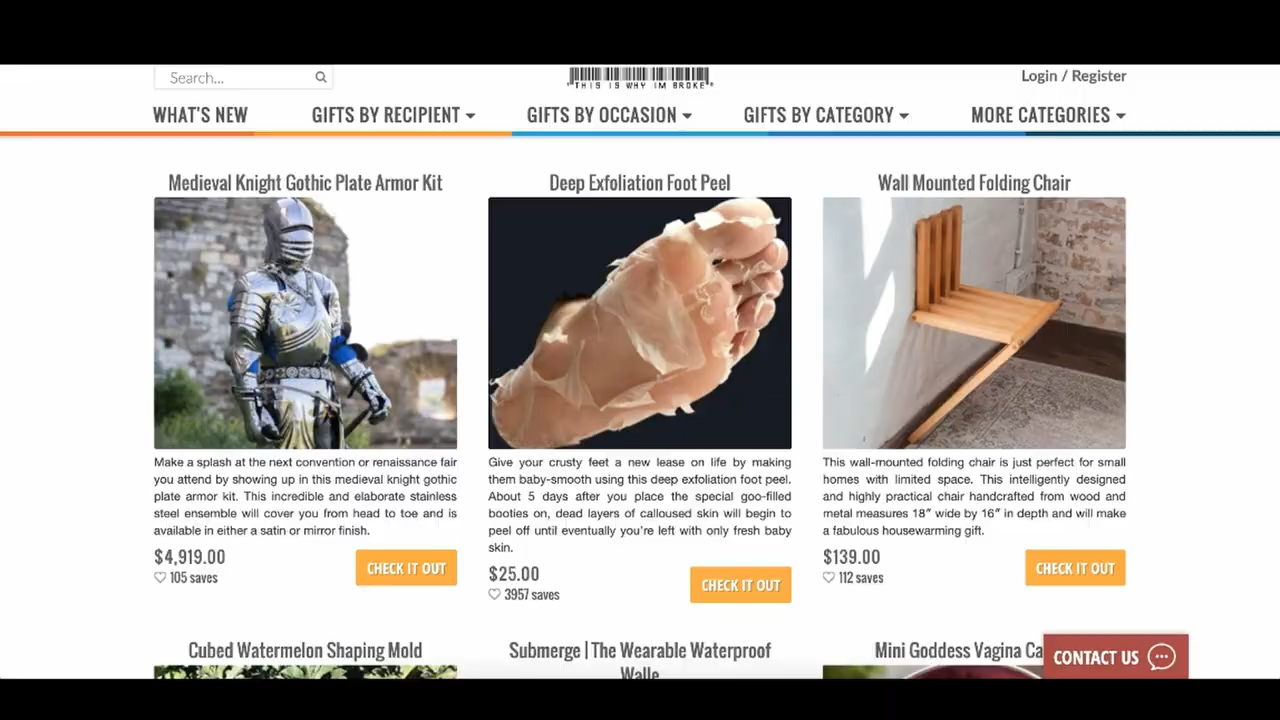 Search...
THIS IS WHY IM BROKE
Login / Register
WHAT'S NEW
GIFTS BY RECIPIENT
GIFTS BY OCCASION
GIFTS BY CATEGORY
MORE CATEGORIES
Medieval Knight Gothic Plate Armor Kit
Make a splash at the next convention or renaissance fair
you attend by showing up in this medieval knight gothic
plate armor kit. This incredible and elaborate stainless
steel ensemble will cover you from head to toe and is
available in either a satin or mirror finish.
$4,919.00
105 saves
CHECK IT OUT
Deep Exfoliation Foot Peel
Give your crusty feet a new lease on life by making
them baby-smooth using this deep exfoliation foot peel.
About 5 days after you place the special goo-filled
booties on, dead layers of calloused skin will begin to
peel off until eventually you're left with only fresh baby
skin.
$25.00
3957 saves
CHECK IT OUT
Wall Mounted Folding Chair
This wall-mounted folding chair is just perfect for small
homes with limited space. This intelligently designed
and highly practical chair handcrafted from wood and
metal measures 18″ wide by 16″ in depth and will make
a fabulous housewarming gift.
$139.00
112 saves
CHECK IT OUT
Cubed Watermelon Shaping Mold
Submerge | The Wearable Waterproof
Walle
Mini Goddess Vagina Ca
CONTACT US